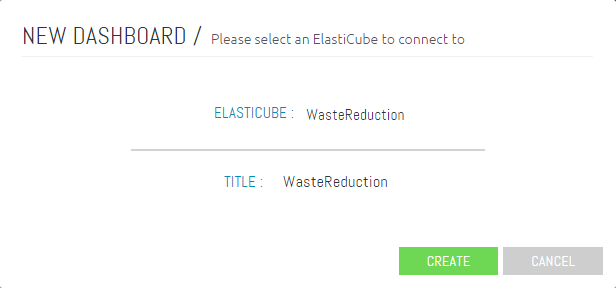 NEW DASHBOARD / Please select an ElastiCube to connect to
ELASTICUBE : WasteReduction
TITLE : WasteReduction
CREATE CANCEL